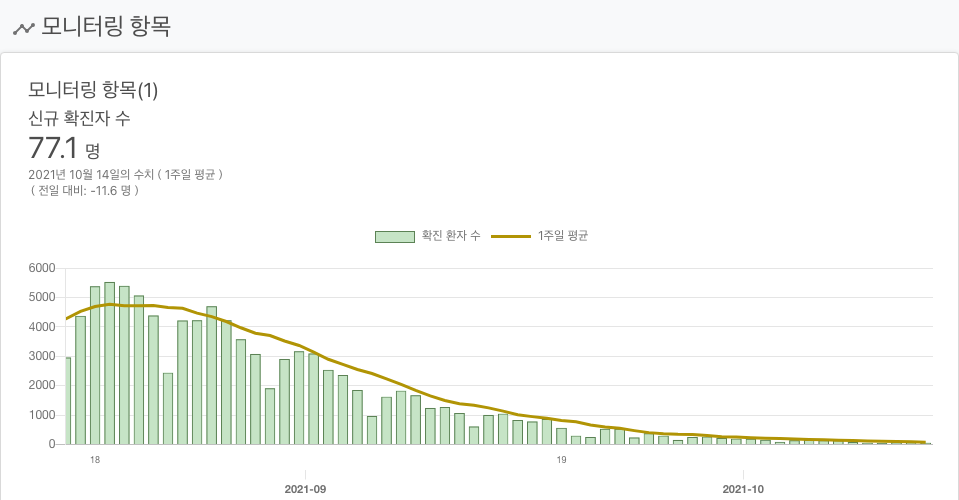 모니터링 항목
모니터링 항목(1)
신규 확진자 수
77.1 명
2021년 10월 14일의 수치 ( 1주일 평균 )
( 전일 대비: -11.6 명 )
확진 환자 수 1주일 평균
6000
5000
4000
3000
2000
1000
0
18 19
2021-09 2021-10